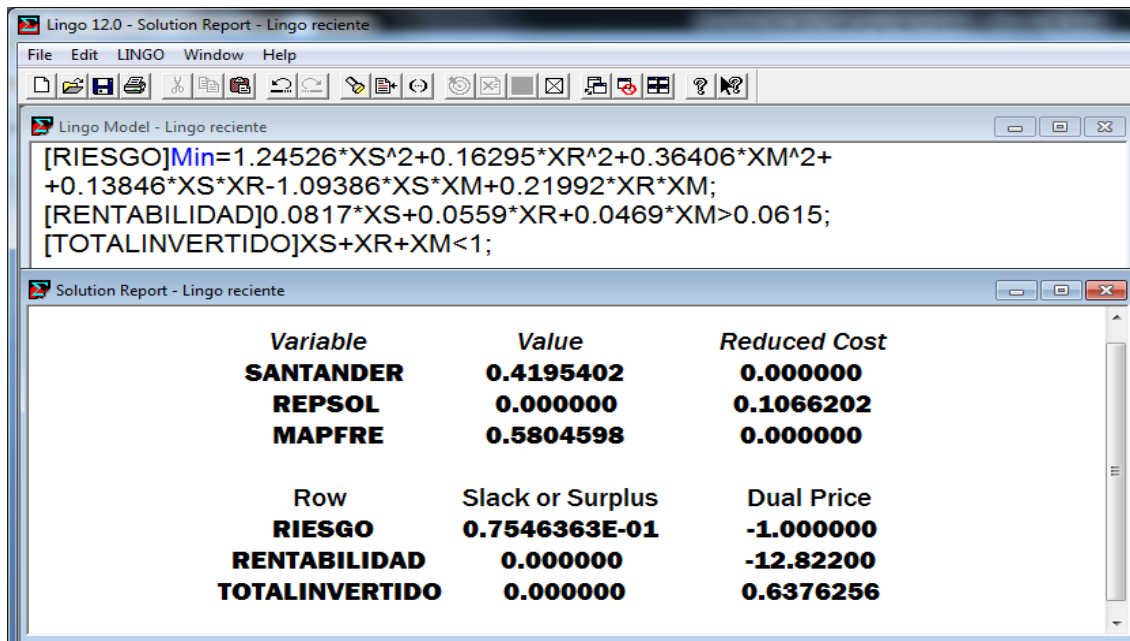 Lingo 12.0 - Solution Report - Lingo reciente
File Edit LINGO Window Help
Lingo Model - Lingo reciente
[RIESGO]Min=1.24526*XS^2+0.16295*XR^2+0.36406*XM^2+
+0.13846*XS*XR-1.09386*XS*XM+0.21992*XR*XM;
[RENTABILIDAD]0.0817*XS+0.0559*XR+0.0469*XM>0.0615;
[TOTALINVERTIDO]XS+XR+XM<1;
Solution Report - Lingo reciente
Variable Value Reduced Cost
SANTANDER 0.4195402 0.000000
REPSOL 0.000000 0.1066202
MAPFRE 0.5804598 0.000000
Row Slack or Surplus Dual Price
RIESGO 0.7546363E-01 -1.000000
RENTABILIDAD 0.000000 -12.82200
TOTALINVERTIDO 0.000000 0.6376256